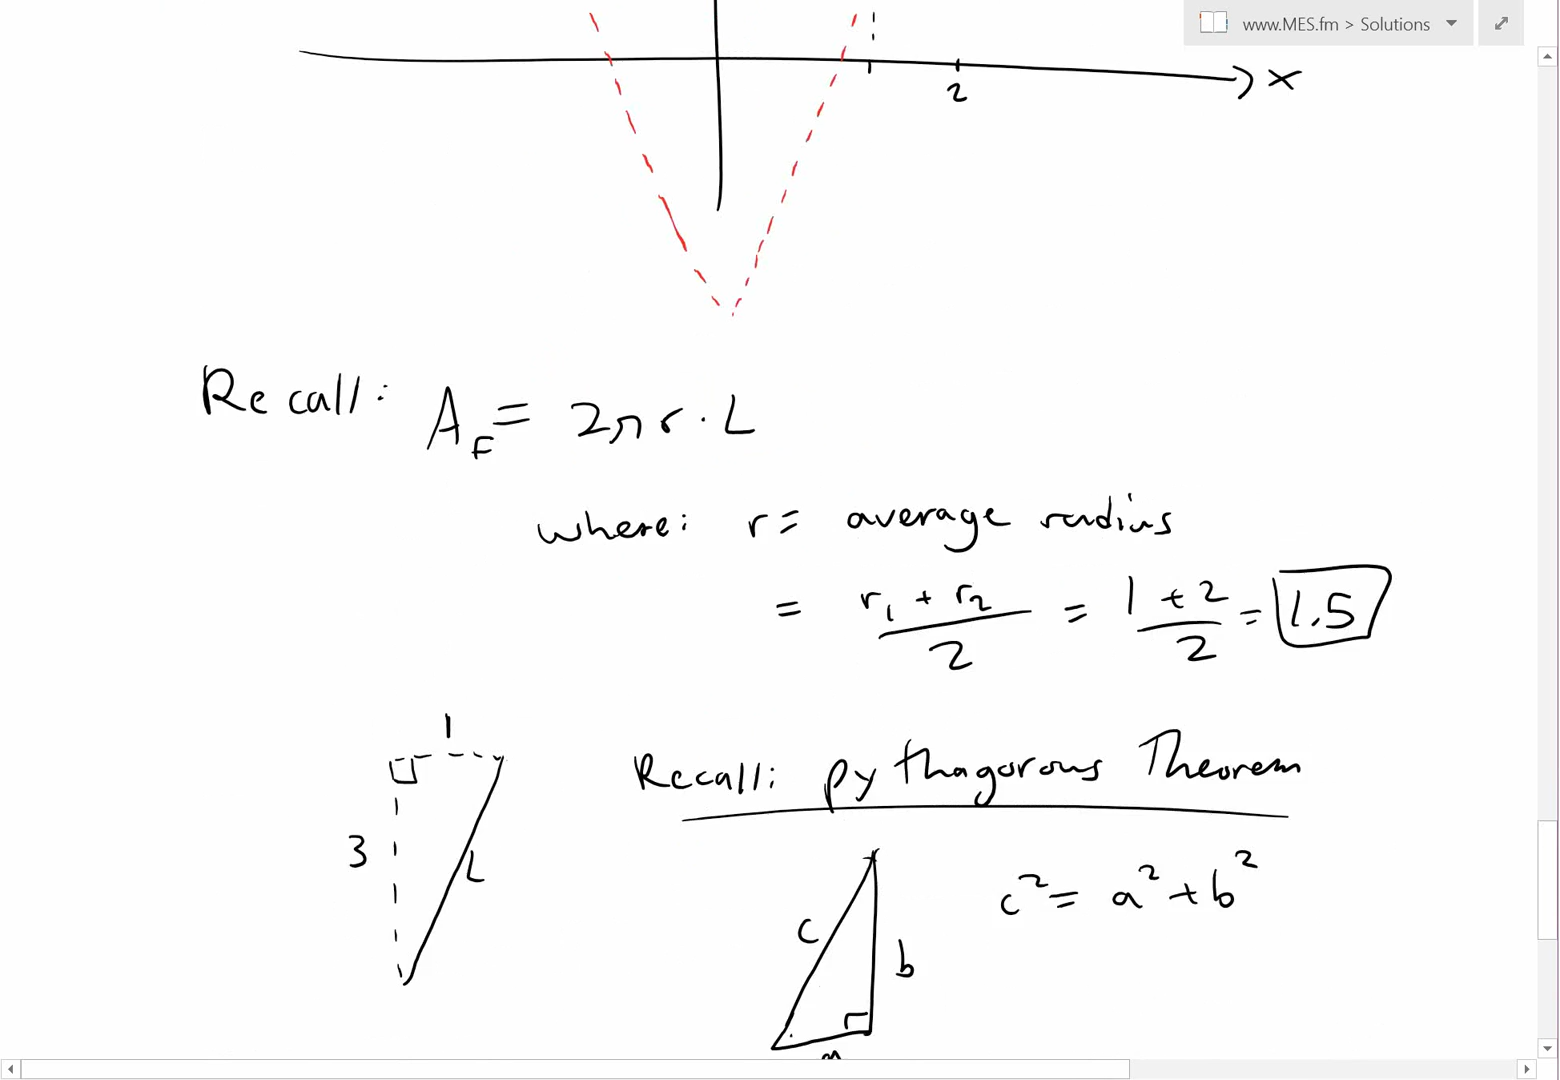 www.MES.fm > Solutions
x
2
Recall: A_F = 2πr · L
where: r = average radius
= (r₁ + r₂)/2 = (1 + 2)/2 = 1.5
1
Recall: pythagorous Theorem
3
L
c² = a² + b²
c
b
a